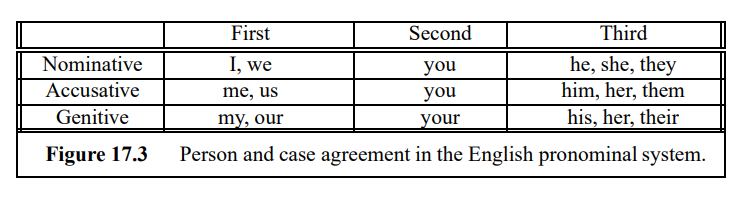 First Second Third
Nominative I, we you he, she, they
Accusative me, us you him, her, them
Genitive my, our your his, her, their
Figure 17.3 Person and case agreement in the English pronominal system.